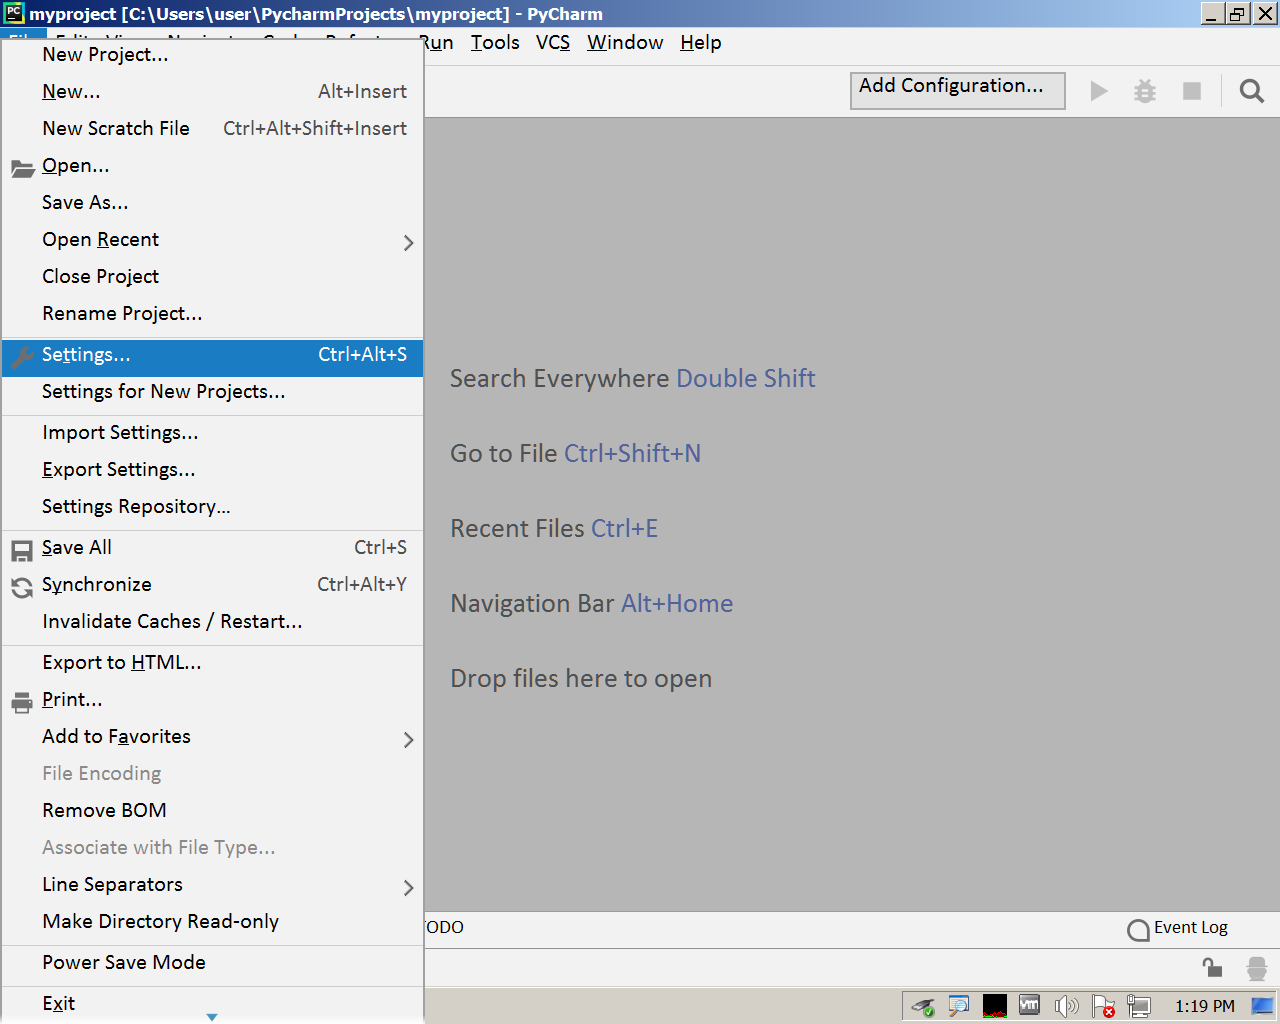 myproject [C:\Users\user\PycharmProjects\myproject] - PyCharm
Run Tools VCS Window Help
New Project...
New... Alt+Insert
New Scratch File Ctrl+Alt+Shift+Insert
Open...
Save As...
Open Recent
Close Project
Rename Project...
Settings... Ctrl+Alt+S
Settings for New Projects...
Import Settings...
Export Settings...
Settings Repository...
Save All Ctrl+S
Synchronize Ctrl+Alt+Y
Invalidate Caches / Restart...
Export to HTML...
Print...
Add to Favorites
File Encoding
Remove BOM
Associate with File Type...
Line Separators
Make Directory Read-only
Power Save Mode
Exit
Add Configuration...
Search Everywhere Double Shift
Go to File Ctrl+Shift+N
Recent Files Ctrl+E
Navigation Bar Alt+Home
Drop files here to open
TODO
Event Log
1:19 PM